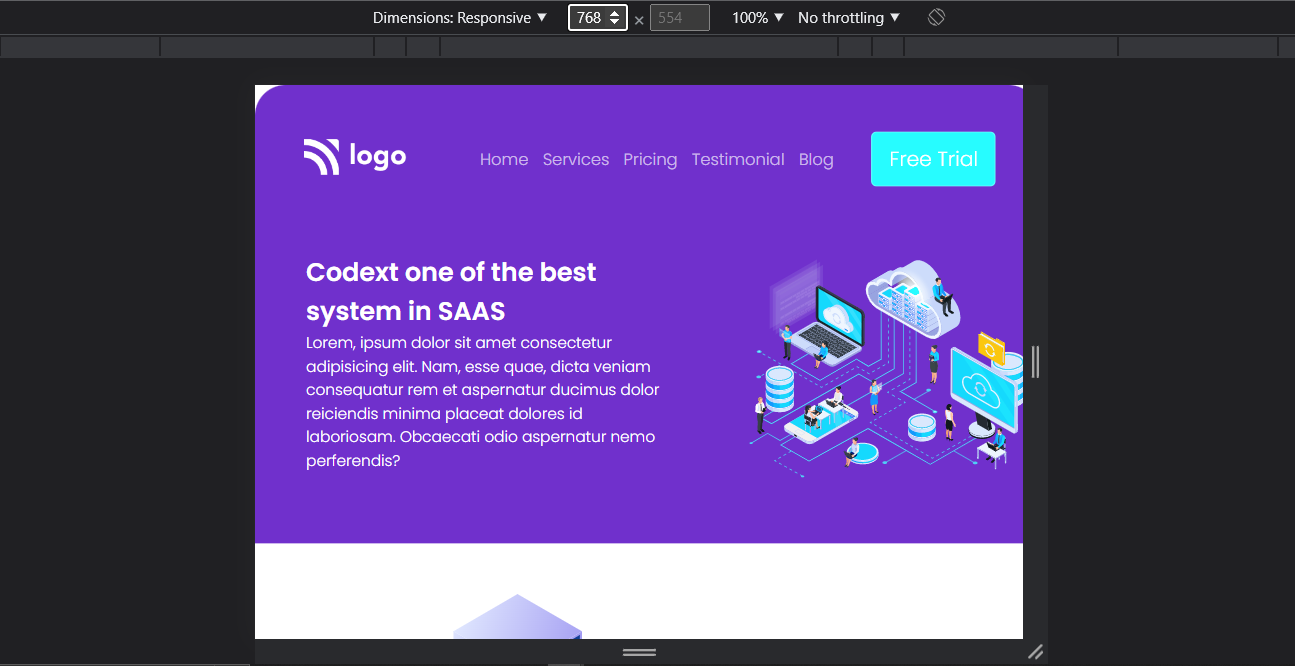 Dimensions: Responsive ▼ 768 × 554 100% ▼ No throttling ▼
logo Home Services Pricing Testimonial Blog Free Trial
Codext one of the best
system in SAAS
Lorem, ipsum dolor sit amet consectetur
adipisicing elit. Nam, esse quae, dicta veniam
consequatur rem et aspernatur ducimus dolor
reiciendis minima placeat dolores id
laboriosam. Obcaecati odio aspernatur nemo
perferendis?